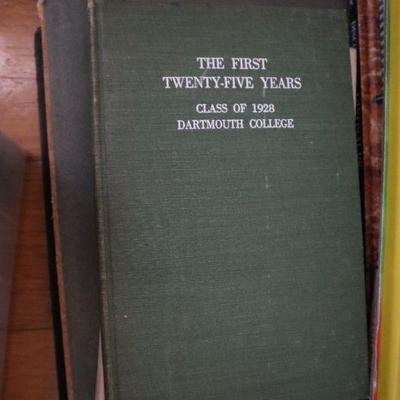 THE FIRST
TWENTY-FIVE YEARS
CLASS OF 1928
DARTMOUTH COLLEGE